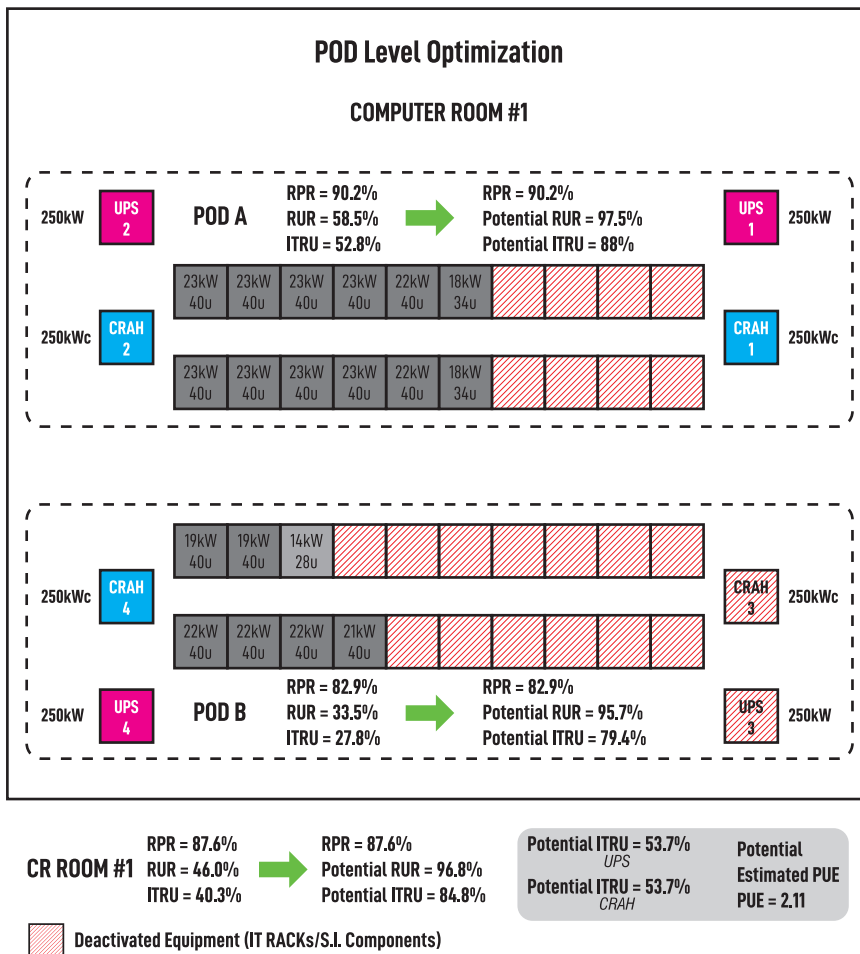 POD Level Optimization
COMPUTER ROOM #1
250kW
UPS
2
POD A
RPR = 90.2%
RUR = 58.5%
ITRU = 52.8%
RPR = 90.2%
Potential RUR = 97.5%
Potential ITRU = 88%
UPS
1
250kW
250kWc
CRAH
2
23kW 23kW 23kW 23kW 22kW 18kW
40u 40u 40u 40u 40u 34u
CRAH
1
250kWc
23kW 23kW 23kW 23kW 22kW 18kW
40u 40u 40u 40u 40u 34u
19kW 19kW 14kW
40u 40u 28u
250kWc
CRAH
4
CRAH
3
250kWc
22kW 22kW 22kW 21kW
40u 40u 40u 40u
250kW
UPS
4
POD B
RPR = 82.9%
RUR = 33.5%
ITRU = 27.8%
RPR = 82.9%
Potential RUR = 95.7%
Potential ITRU = 79.4%
UPS
3
250kW
CR ROOM #1
RPR = 87.6%
RUR = 46.0%
ITRU = 40.3%
RPR = 87.6%
Potential RUR = 96.8%
Potential ITRU = 84.8%
Potential ITRU = 53.7%
UPS
Potential ITRU = 53.7%
CRAH
Potential
Estimated PUE
PUE = 2.11
Deactivated Equipment (IT RACKs/S.I. Components)